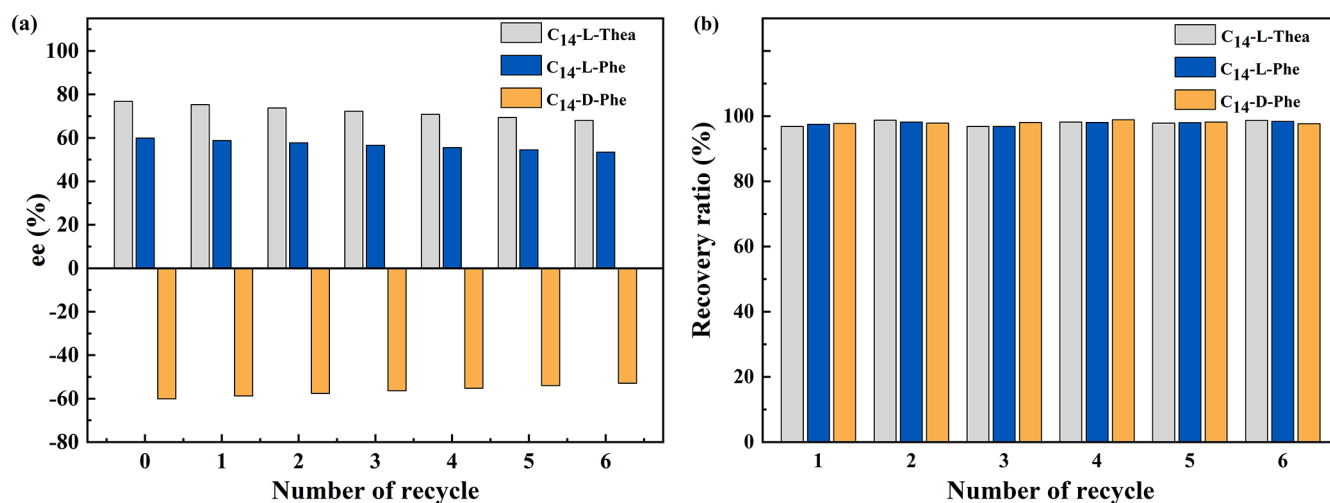 (a)
100
80
60
40
20
0
-20
-40
-60
-80
ee (%)
C14-L-Thea
C14-L-Phe
C14-D-Phe
0 1 2 3 4 5 6
Number of recycle
(b)
100
80
60
40
20
0
Recovery ratio (%)
C14-L-Thea
C14-L-Phe
C14-D-Phe
1 2 3 4 5 6
Number of recycle